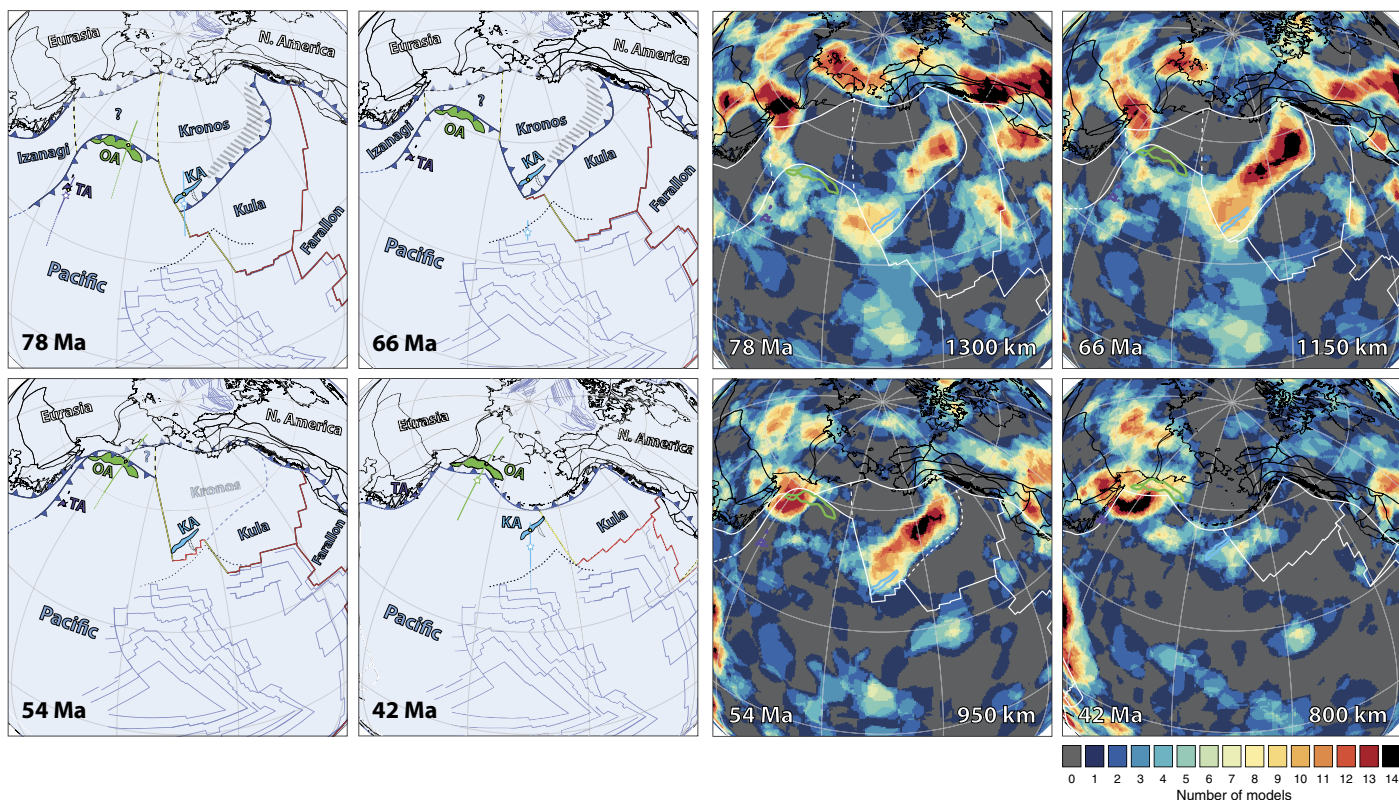 Eurasia
N. America
?
Kronos
Izanagi
OA
TA
KA
Kula
Farallon
Pacific
78 Ma
Eurasia
N. America
?
Kronos
Izanagi
OA
TA
KA
Kula
Farallon
Pacific
66 Ma
78 Ma
1300 km
66 Ma
1150 km
Eurasia
N. America
?
OA
Kronos
TA
KA
Kula
Farallon
Pacific
54 Ma
Eurasia
N. America
OA
TA
KA
Kula
Pacific
42 Ma
54 Ma
950 km
42 Ma
800 km
0 1 2 3 4 5 6 7 8 9 10 11 12 13 14
Number of models